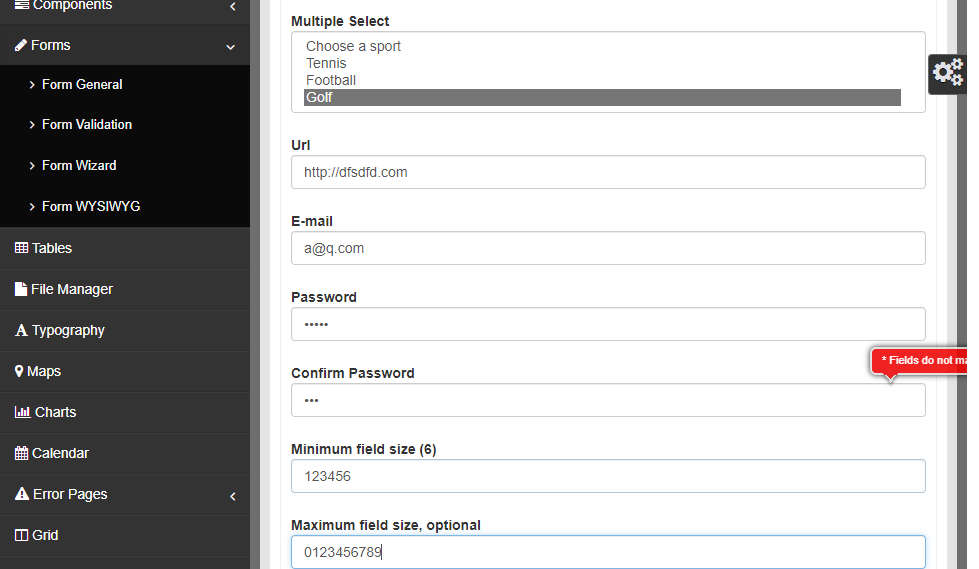 Components
Forms
Form General
Form Validation
Form Wizard
Form WYSIWYG
Tables
File Manager
Typography
Maps
Charts
Calendar
Error Pages
Grid
Multiple Select
Choose a sport
Tennis
Football
Golf
Url
http://dfsdfd.com
E-mail
a@q.com
Password
•••••
* Fields do not
Confirm Password
•••
Minimum field size (6)
123456
Maximum field size, optional
0123456789